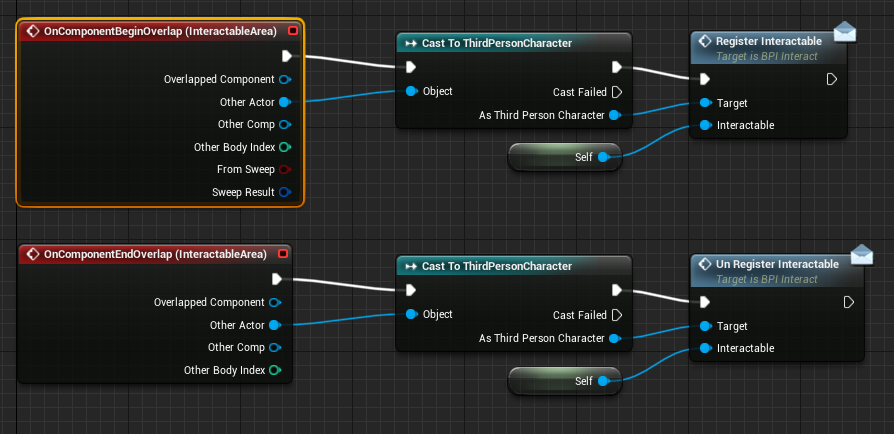 OnComponentBeginOverlap (InteractableArea)
Overlapped Component
Other Actor
Other Comp
Other Body Index
From Sweep
Sweep Result
Cast To ThirdPersonCharacter
Object
Cast Failed
As Third Person Character
Self
Register Interactable
Target is BPI Interact
Target
Interactable
OnComponentEndOverlap (InteractableArea)
Overlapped Component
Other Actor
Other Comp
Other Body Index
Cast To ThirdPersonCharacter
Object
Cast Failed
As Third Person Character
Self
Un Register Interactable
Target is BPI Interact
Target
Interactable